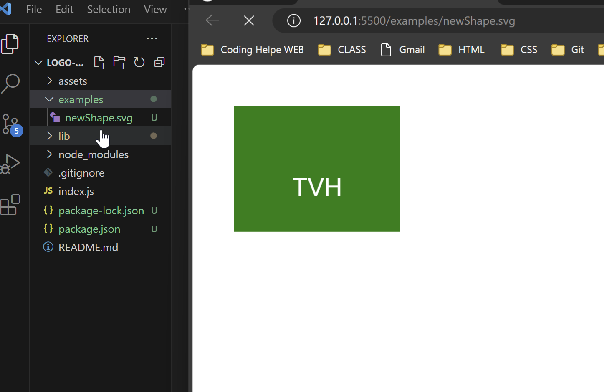 File Edit Selection View
127.0.0.1:5500/examples/newShape.svg
EXPLORER ...
Coding Helpe WEB CLASS Gmail HTML CSS Git
LOGO-...
assets
examples
newShape.svg U
5
lib
node_modules
.gitignore
JS index.js
{} package-lock.json U
{} package.json U
README.md
TVH